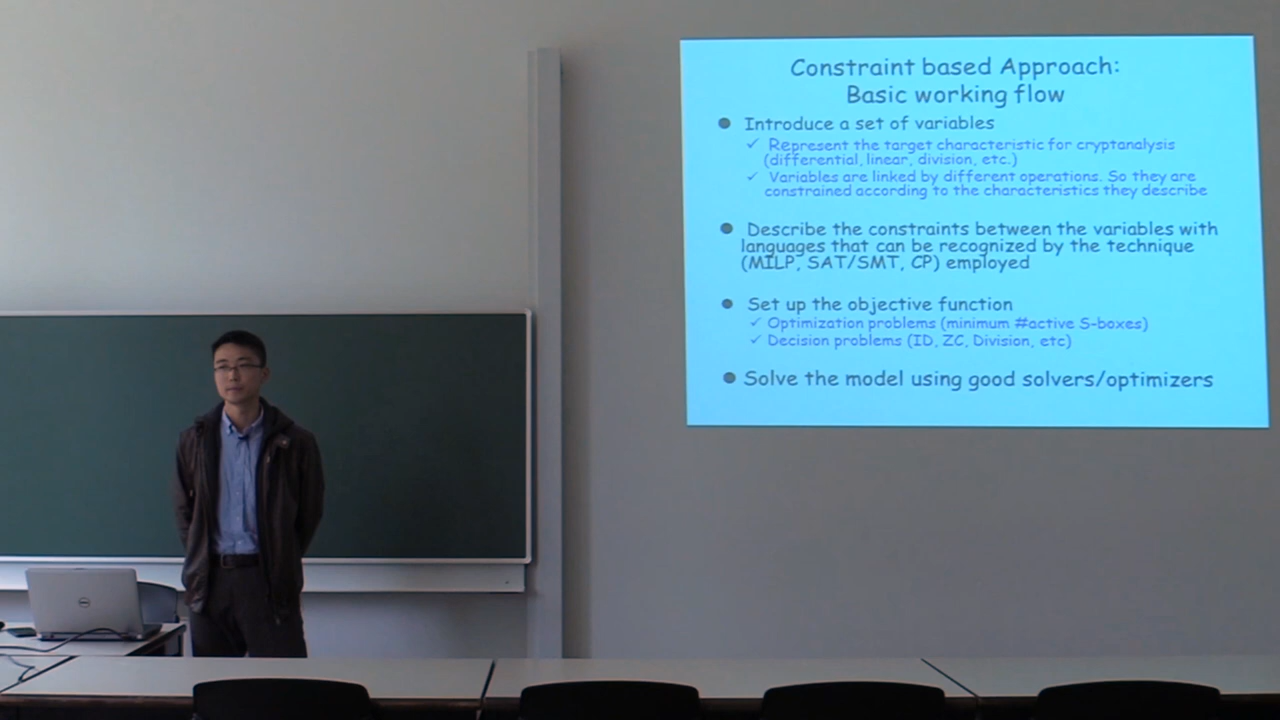 Constraint based Approach:
Basic working flow
Introduce a set of variables
Represent the target characteristic for cryptanalysis
(differential, linear, division, etc.)
Variables are linked by different operations. So they are
constrained according to the characteristics they describe
Describe the constraints between the variables with
languages that can be recognized by the technique
(MILP, SAT/SMT, CP) employed
Set up the objective function
Optimization problems (minimum #active S-boxes)
Decision problems (ID, ZC, Division, etc)
Solve the model using good solvers/optimizers
DELL